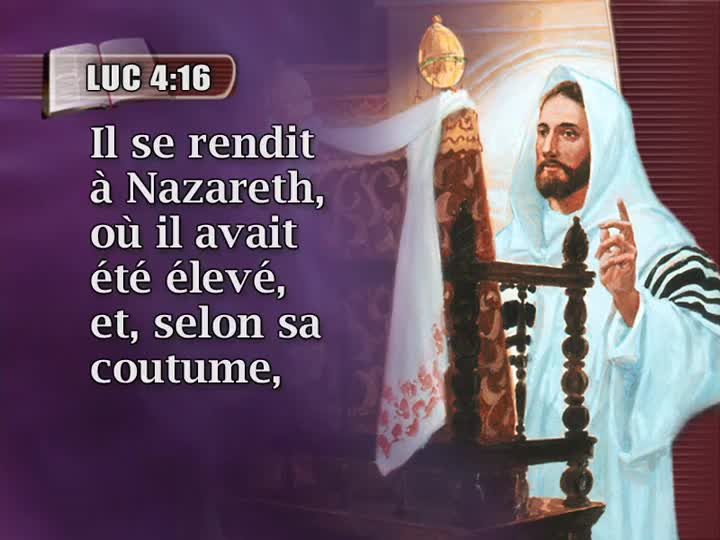 LUC 4:16
Il se rendit
à Nazareth,
où il avait
été élevé,
et, selon sa
coutume,